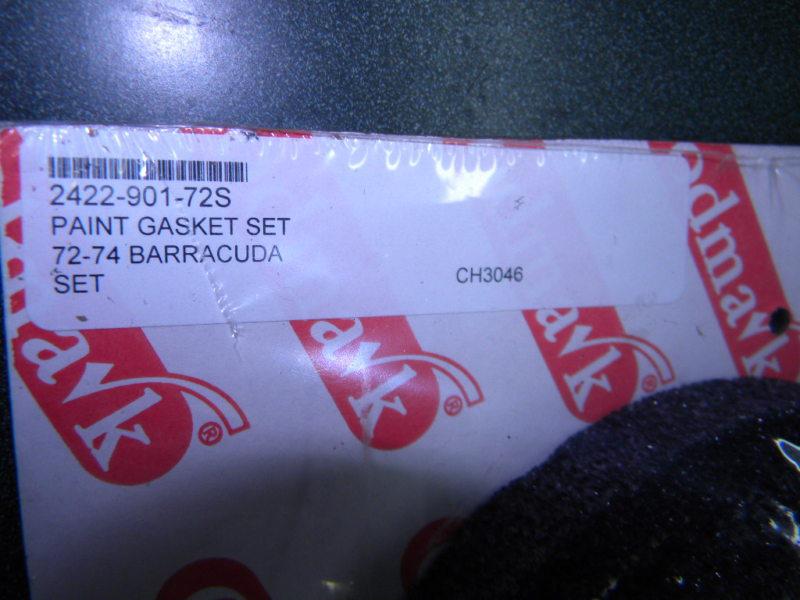 2422-901-72S
PAINT GASKET SET
72-74 BARRACUDA
SET
CH3046